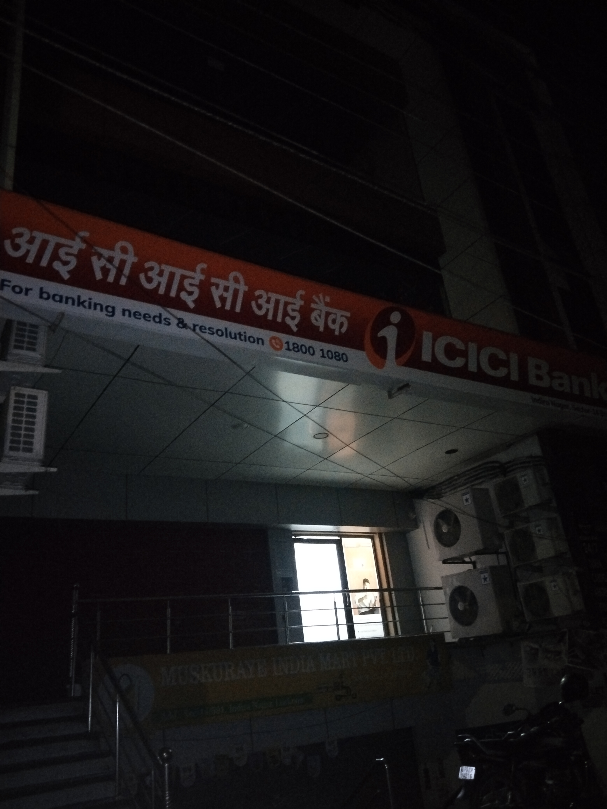 आई सी आई सी आई बैंक
For banking needs & resolution 1800 1080
i ICICI Bank
MUSKURAYE INDIA MART PVT. LTD.